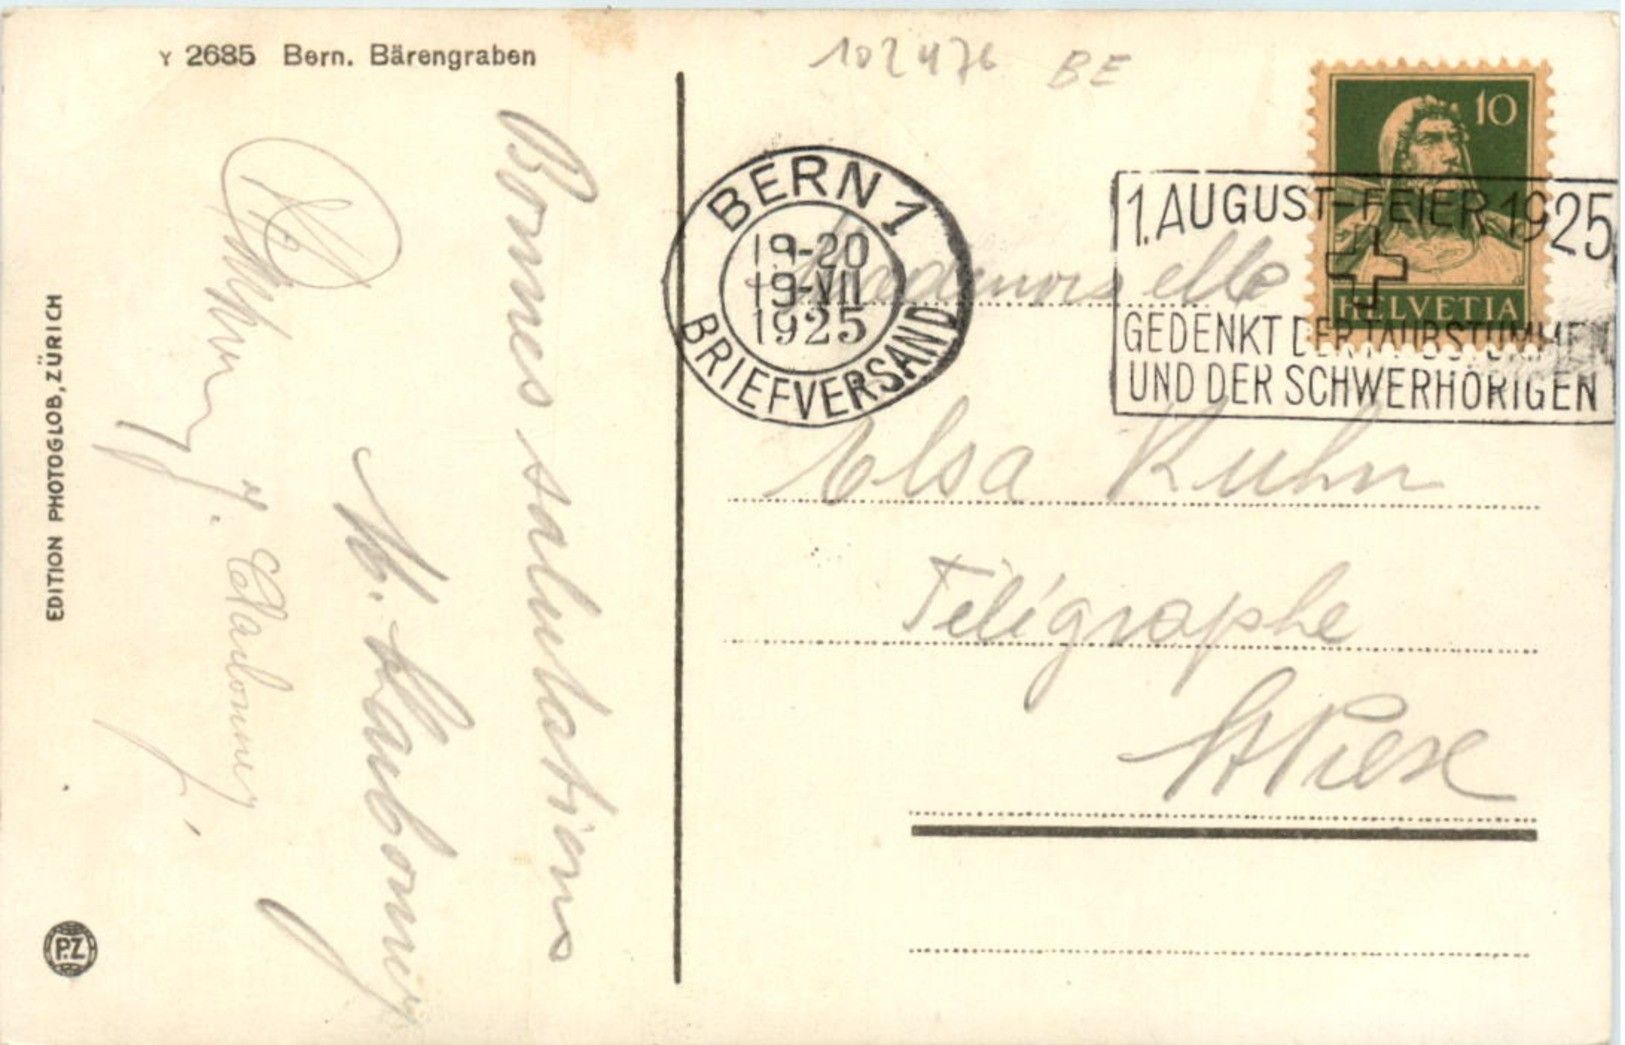 Y 2685 Bern. Bärengraben
102476 BE
10
HELVETIA
BERN 1
19-20
19-VII
1925
BRIEFVERSAND
1. AUGUST-FEIER 1925
GEDENKT DER TAUBSTUMMEN
UND DER SCHWERHÖRIGEN
Mademoiselle
Elsa Kuhn
Télégraphe
Bonnes salutations
EDITION PHOTOGLOB, ZÜRICH
P.Z